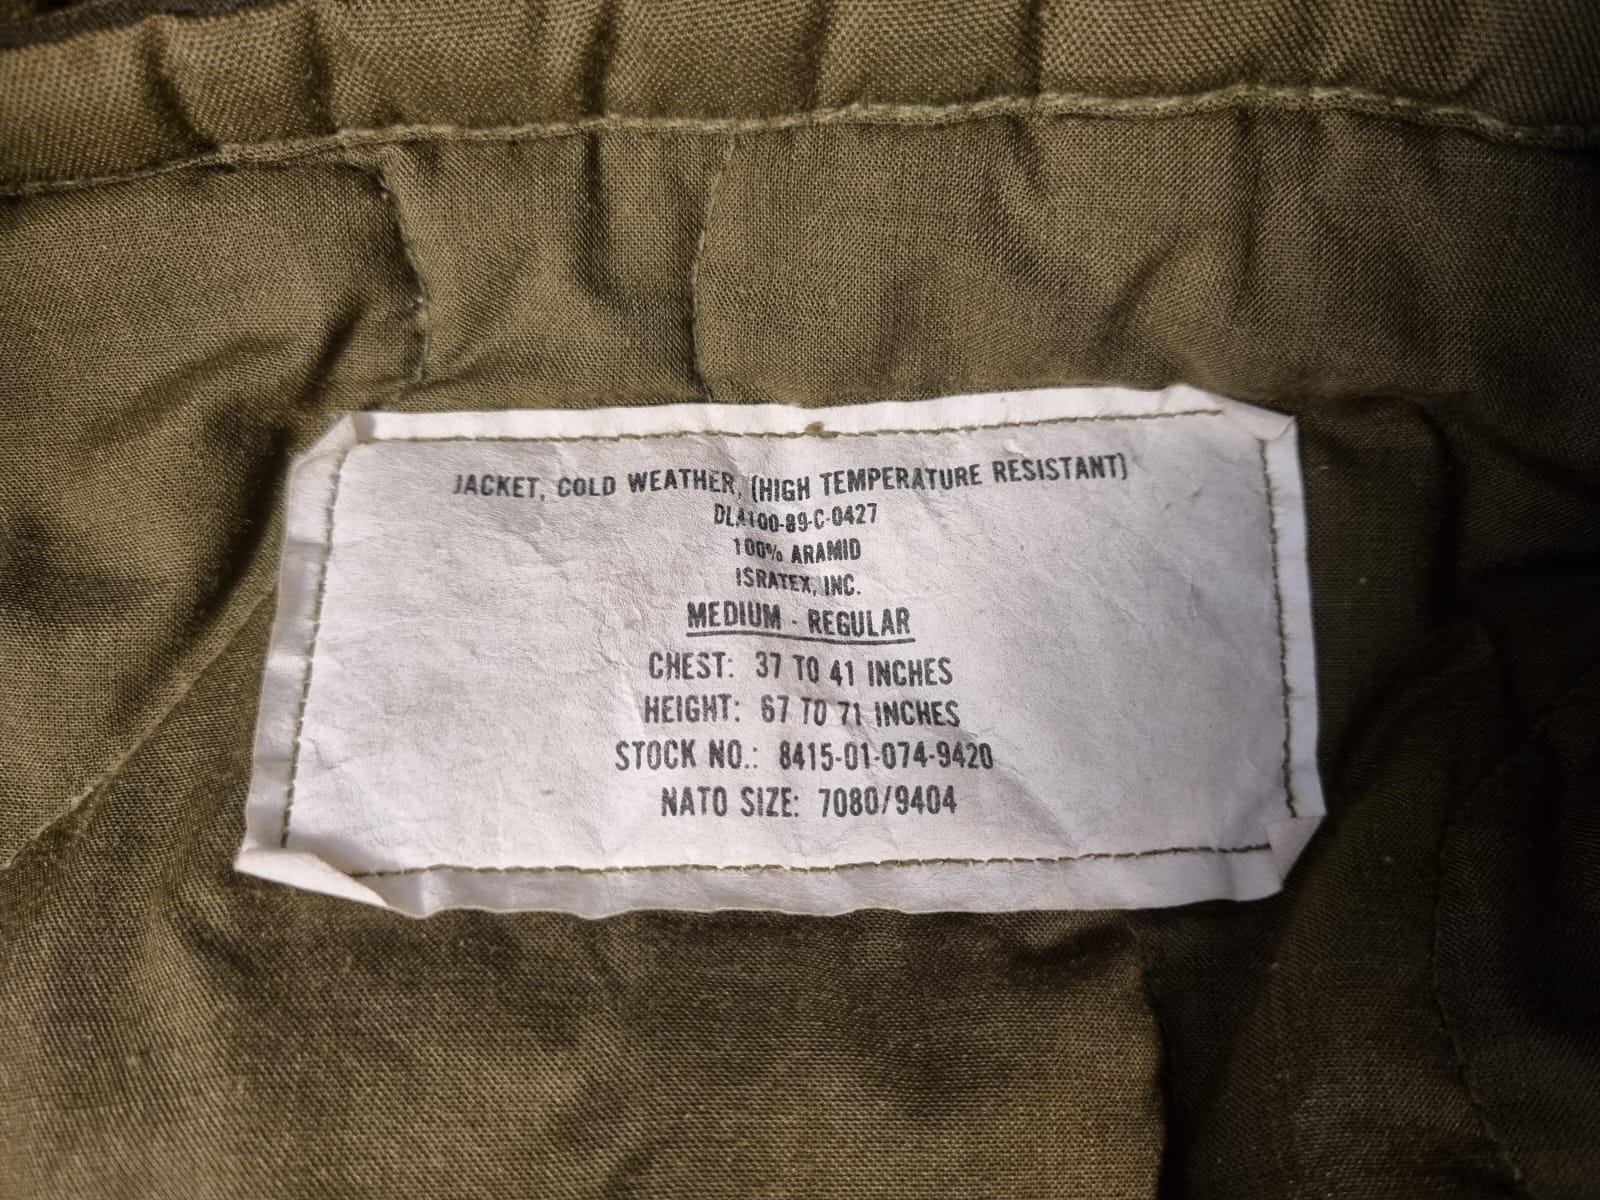 JACKET, COLD WEATHER, (HIGH TEMPERATURE RESISTANT)
DLA100-89-C-0427
100% ARAMID
ISRATEX, INC.
MEDIUM - REGULAR
CHEST: 37 TO 41 INCHES
HEIGHT: 67 TO 71 INCHES
STOCK NO.: 8415-01-074-9420
NATO SIZE: 7080/9404